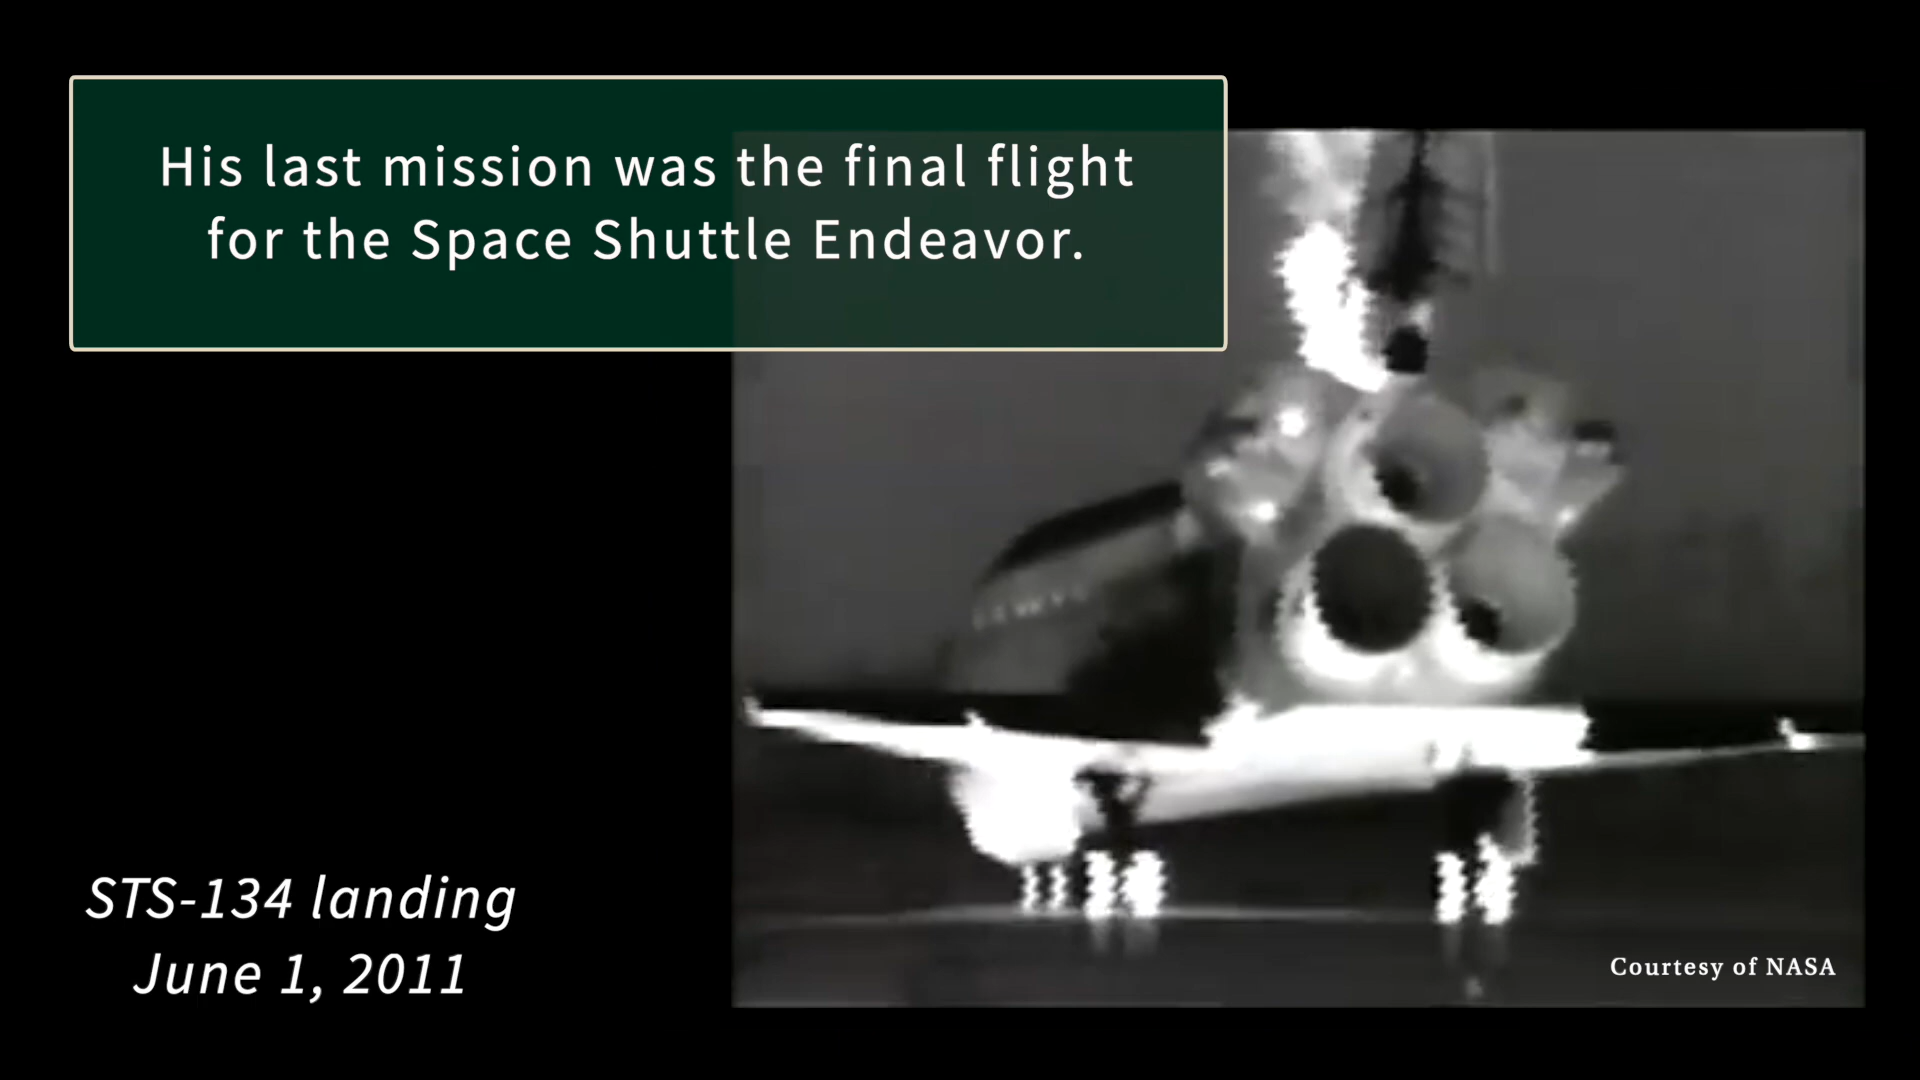 His last mission was the final flight
for the Space Shuttle Endeavor.
STS-134 landing
June 1, 2011
Courtesy of NASA